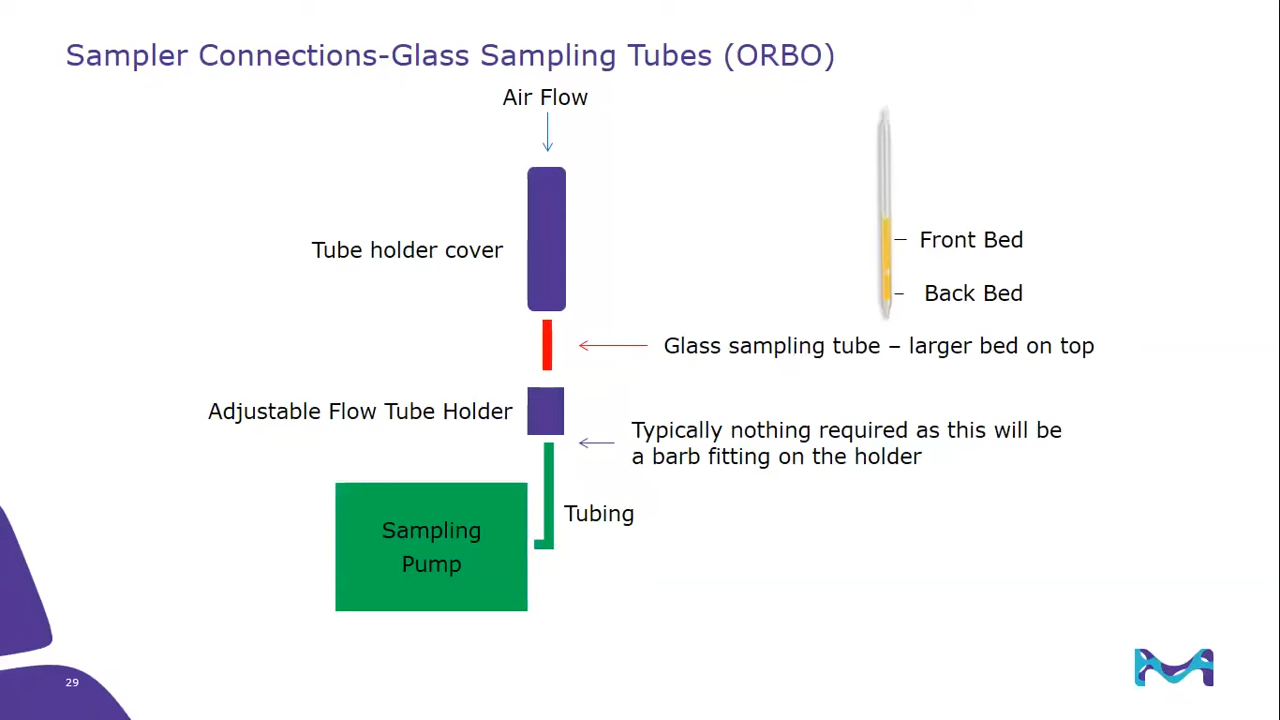 Sampler Connections-Glass Sampling Tubes (ORBO)
Air Flow
Tube holder cover
Front Bed
Back Bed
Glass sampling tube – larger bed on top
Adjustable Flow Tube Holder
Typically nothing required as this will be
a barb fitting on the holder
Tubing
Sampling
Pump
29